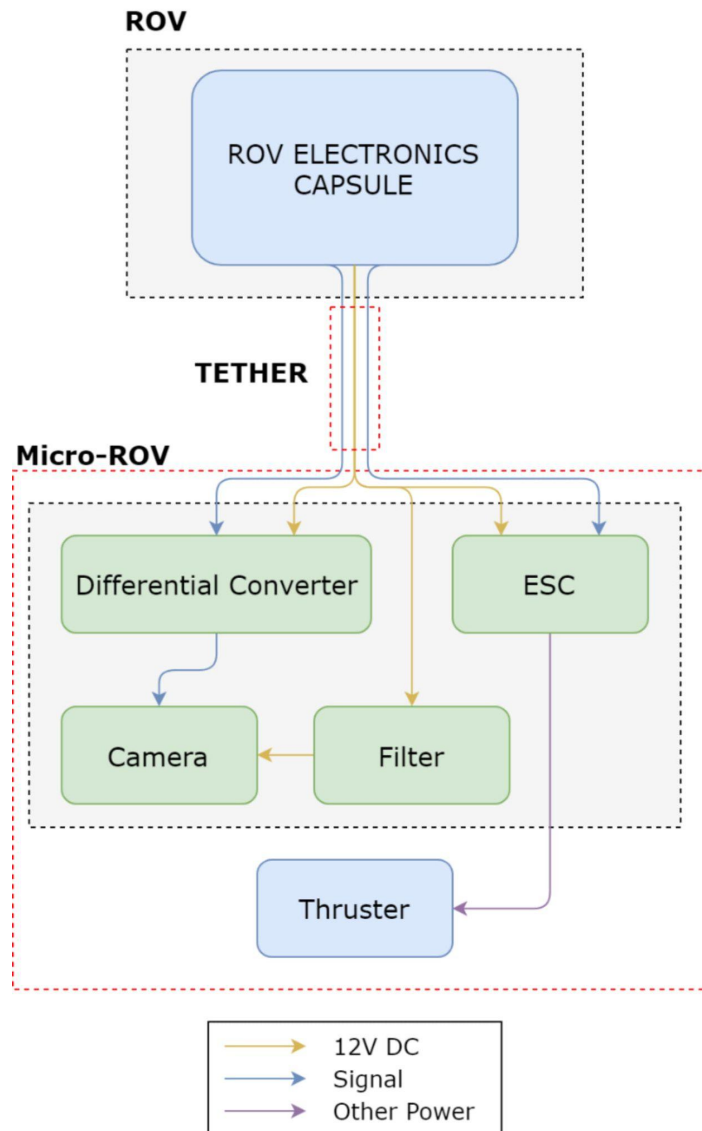 ROV
ROV ELECTRONICS
CAPSULE
TETHER
Micro-ROV
Differential Converter
ESC
Camera
Filter
Thruster
12V DC
Signal
Other Power